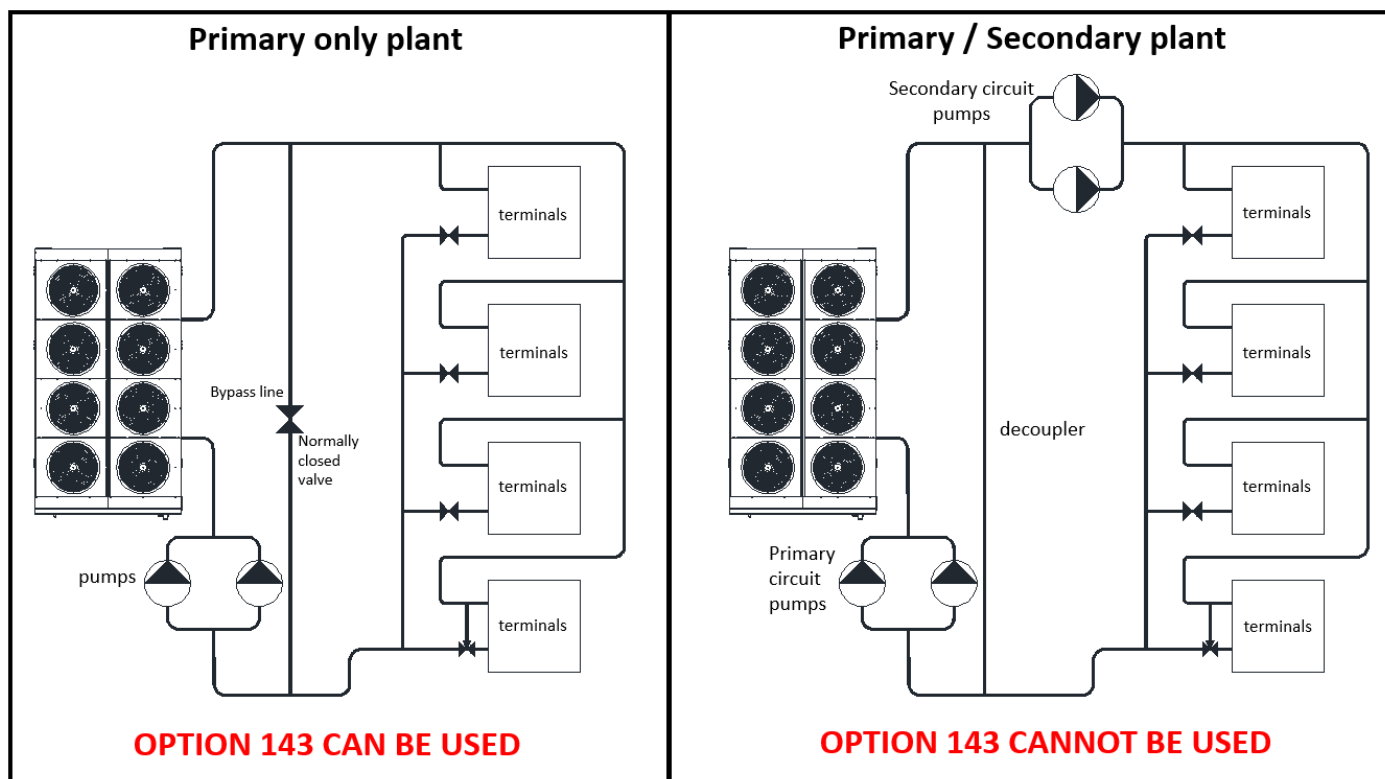 Primary only plant
terminals
terminals
Bypass line
Normally
closed
valve
terminals
pumps
terminals
OPTION 143 CAN BE USED
Primary / Secondary plant
Secondary circuit
pumps
terminals
terminals
decoupler
terminals
Primary
circuit
pumps
terminals
OPTION 143 CANNOT BE USED